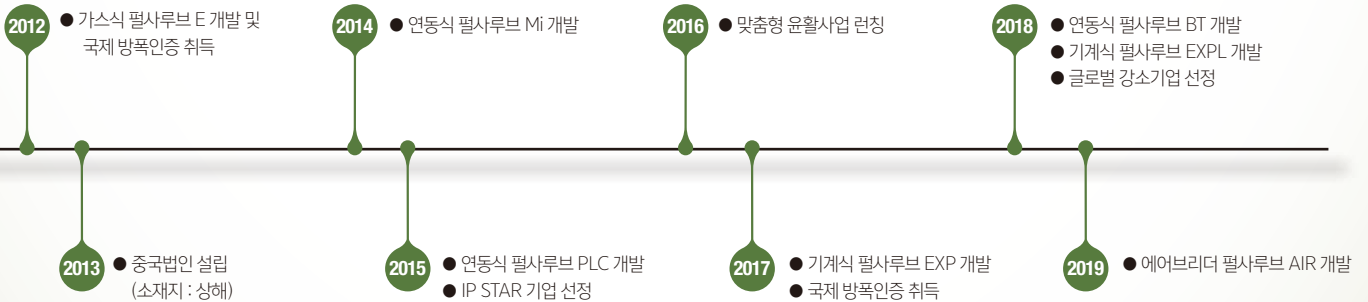 2012
● 가스식 펄사루브 E 개발 및
국제 방폭인증 취득
2013
● 중국법인 설립
(소재지 : 상해)
2014
● 연동식 펄사루브 Mi 개발
2015
● 연동식 펄사루브 PLC 개발
● IP STAR 기업 선정
2016
● 맞춤형 윤활사업 런칭
2017
● 기계식 펄사루브 EXP 개발
● 국제 방폭인증 취득
2018
● 연동식 펄사루브 BT 개발
● 기계식 펄사루브 EXPL 개발
● 글로벌 강소기업 선정
2019
● 에어브리더 펄사루브 AIR 개발